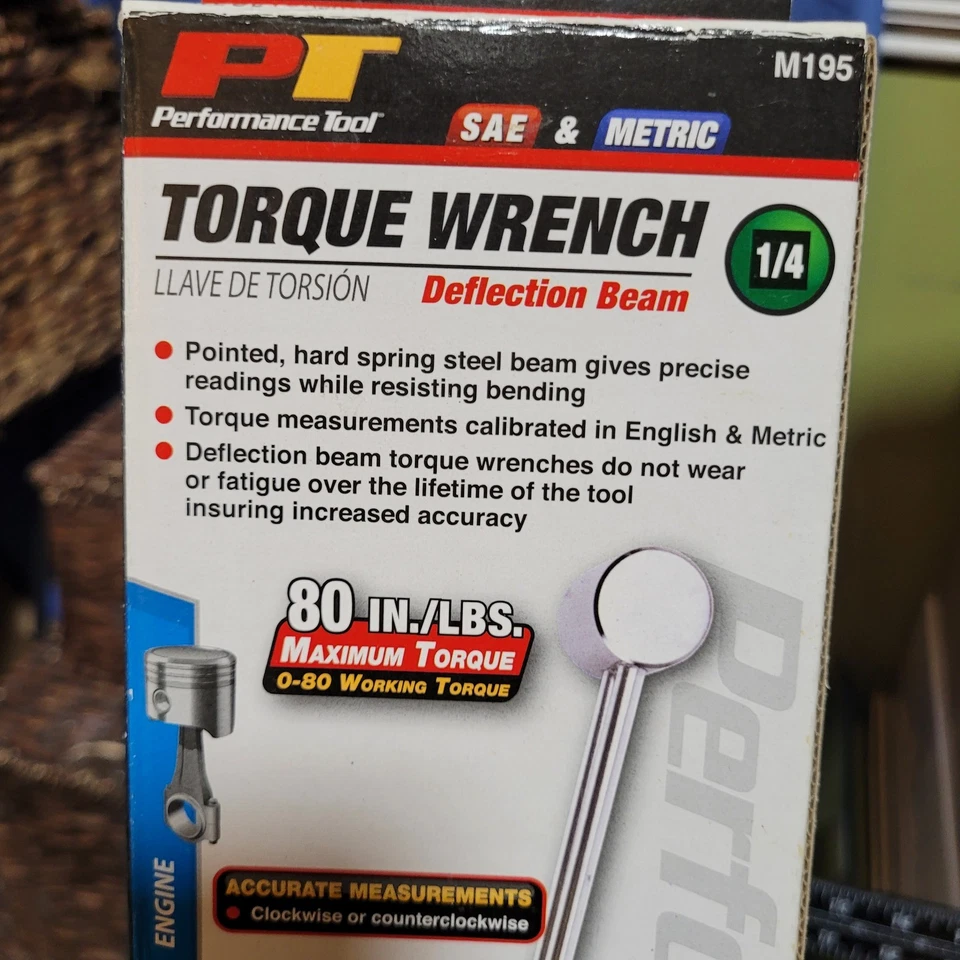 PT
M195
Performance Tool
SAE & METRIC
TORQUE WRENCH
1/4
LLAVE DE TORSIÓN
Deflection Beam
Pointed, hard spring steel beam gives precise
readings while resisting bending
Torque measurements calibrated in English & Metric
Deflection beam torque wrenches do not wear
or fatigue over the lifetime of the tool
insuring increased accuracy
80 IN./LBS.
MAXIMUM TORQUE
0-80 WORKING TORQUE
Perfo
ENGINE
ACCURATE MEASUREMENTS
Clockwise or counterclockwise